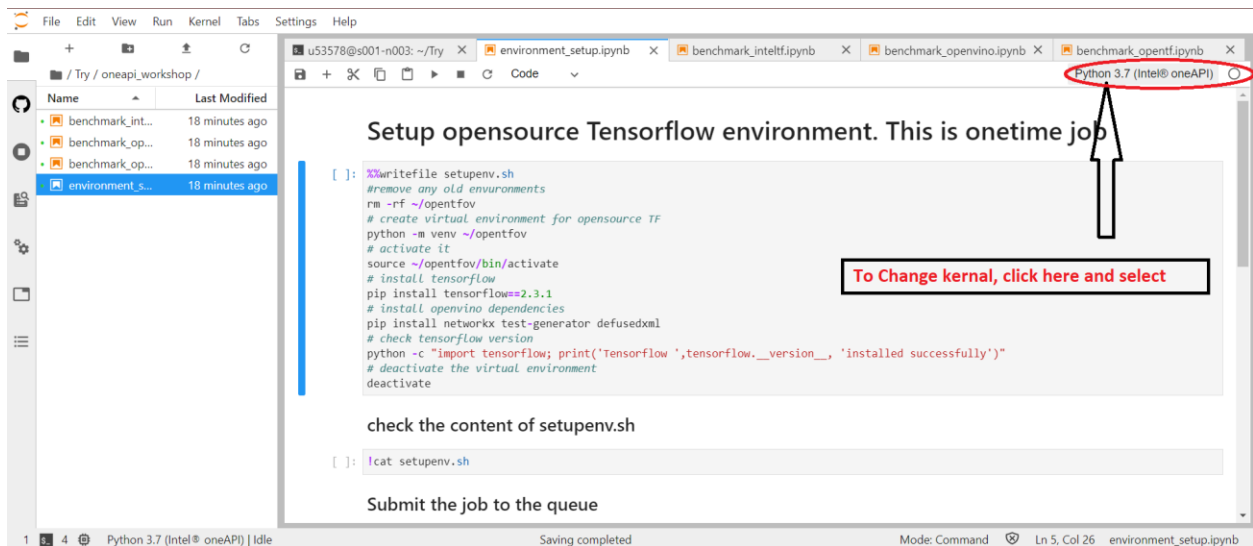 File Edit View Run Kernel Tabs Settings Help
/ Try / oneapi_workshop /
Name Last Modified
benchmark_int... 18 minutes ago
benchmark_op... 18 minutes ago
benchmark_op... 18 minutes ago
environment_s... 18 minutes ago
u53578@s001-n003: ~/Try environment_setup.ipynb benchmark_inteltf.ipynb benchmark_openvino.ipynb benchmark_opentf.ipynb
Code Python 3.7 (Intel® oneAPI)
Setup opensource Tensorflow environment. This is onetime job
[ ]: %%writefile setupenv.sh
#remove any old envuronments
rm -rf ~/opentfov
# create virtual environment for opensource TF
python -m venv ~/opentfov
# activate it
source ~/opentfov/bin/activate
# install tensorflow
pip install tensorflow==2.3.1
# install openvino dependencies
pip install networkx test-generator defusedxml
# check tensorflow version
python -c "import tensorflow; print('Tensorflow ',tensorflow.__version__, 'installed successfully')"
# deactivate the virtual environment
deactivate
To Change kernal, click here and select
check the content of setupenv.sh
[ ]: !cat setupenv.sh
Submit the job to the queue
1 $_ 4 Python 3.7 (Intel® oneAPI) | Idle Saving completed Mode: Command Ln 5, Col 26 environment_setup.ipynb